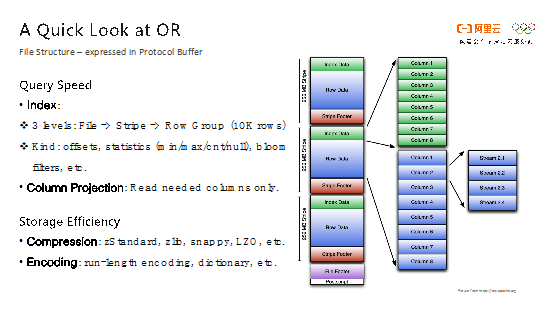 A Quick Look at OR
File Structure – expressed in Protocol Buffer
阿里云
Query Speed
• Index:
❖ 3 levels: File → Stripe → Row Group (10K rows)
❖ Kind: offsets, statistics (min/max/cnt/null), bloom
filters, etc.
• Column Projection: Read needed columns only.
Storage Efficiency
• Compression: zStandard, zlib, snappy, LZO, etc.
• Encoding: run-length encoding, dictionary, etc.
250 MB Stripe
Index Data
Row Data
Stripe Footer
250 MB Stripe
Index Data
Row Data
Stripe Footer
250 MB Stripe
Index Data
Row Data
Stripe Footer
File Footer
Postscript
Column 1
Column 2
Column 3
Column 4
Column 5
Column 6
Column 7
Column 8
Column 1
Column 2
Column 3
Column 4
Column 5
Column 6
Column 7
Column 8
Stream 2.1
Stream 2.2
Stream 2.3
Stream 2.4